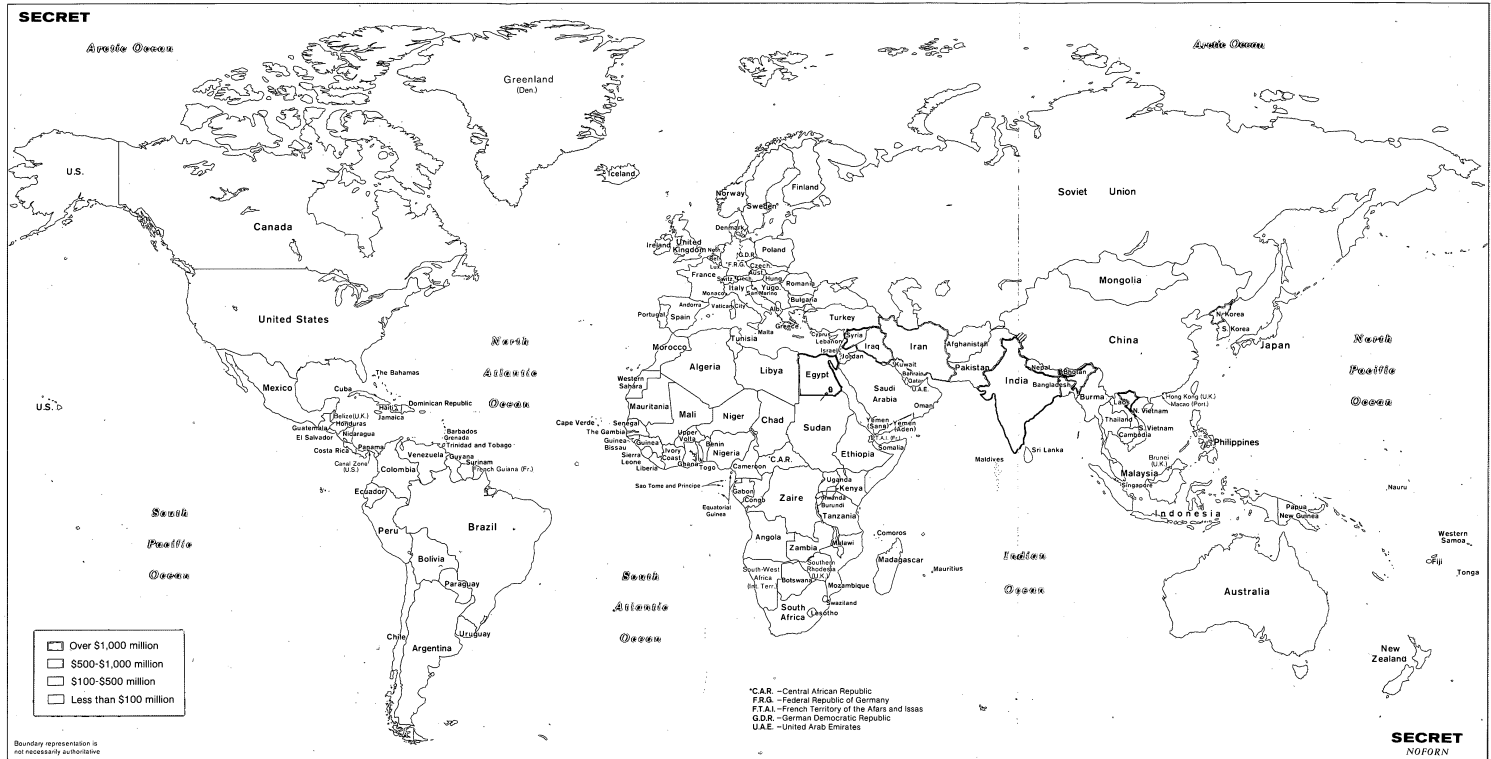 SECRET
Arctic Ocean
Arctic Ocean
Greenland
(Den.)
Iceland
U.S.
Canada
Norway
Sweden
Finland
Soviet Union
Denmark
Ireland
United
Kingdom
Neth.
Bel.
Lux.
G.D.R.
Poland
F.R.G.
Czech.
Aust.
France
Switz.
Liech.
Hung.
Romania
Italy
Yugo.
Monaco
San Marino
Bulgaria
Andorra
Vatican City
Alb.
Portugal
Spain
Greece
Turkey
Malta
Mongolia
N. Korea
S. Korea
Japan
China
United States
North
Atlantic
Ocean
North
Pacific
Ocean
Morocco
Tunisia
Cyprus
Lebanon
Israel
Syria
Jordan
Iraq
Iran
Afghanistan
Pakistan
Kuwait
Bahrain
Qatar
U.A.E.
Algeria
Libya
Egypt
Saudi
Arabia
Oman
Nepal
Bhutan
India
Bangladesh
Burma
Laos
N. Vietnam
Hong Kong (U.K.)
Macao (Port.)
Thailand
S. Vietnam
Cambodia
Philippines
Mexico
The Bahamas
Cuba
U.S.
Haiti
Dominican Republic
Jamaica
Belize(U.K.)
Honduras
Guatemala
El Salvador
Nicaragua
Costa Rica
Panama
Canal Zone
(U.S.)
Barbados
Grenada
Trinidad and Tobago
Venezuela
Guyana
Surinam
French Guiana (Fr.)
Colombia
Ecuador
Western
Sahara
Mauritania
Mali
Niger
Chad
Sudan
Yemen
(Sana)
Yemen
(Aden)
F.T.A.I. (Fr.)
Somalia
Ethiopia
Cape Verde
Senegal
The Gambia
Guinea-
Bissau
Guinea
Sierra
Leone
Liberia
Ivory
Coast
Upper
Volta
Ghana
Togo
Benin
Nigeria
Cameroon
*C.A.R.
Sao Tome and Principe
Equatorial
Guinea
Gabon
Congo
Zaire
Uganda
Kenya
Rwanda
Burundi
Tanzania
Maldives
Sri Lanka
Brunei
(U.K.)
Malaysia
Singapore
Indonesia
Papua
New Guinea
Nauru
Western
Samoa
Fiji
Tonga
South
Pacific
Ocean
Peru
Brazil
Bolivia
Paraguay
Chile
Argentina
Uruguay
South
Atlantic
Ocean
Angola
Zambia
Malawi
Comoros
Madagascar
Mauritius
South-West
Africa
(Int. Terr.)
Southern
Rhodesia
(U.K.)
Botswana
Mozambique
Swaziland
South
Africa
Lesotho
Indian
Ocean
Australia
New
Zealand
Over $1,000 million
$500-$1,000 million
$100-$500 million
Less than $100 million
*C.A.R. –Central African Republic
F.R.G. –Federal Republic of Germany
F.T.A.I. –French Territory of the Afars and Issas
G.D.R. –German Democratic Republic
U.A.E. –United Arab Emirates
Boundary representation is
not necessarily authoritative
SECRET
NOFORN